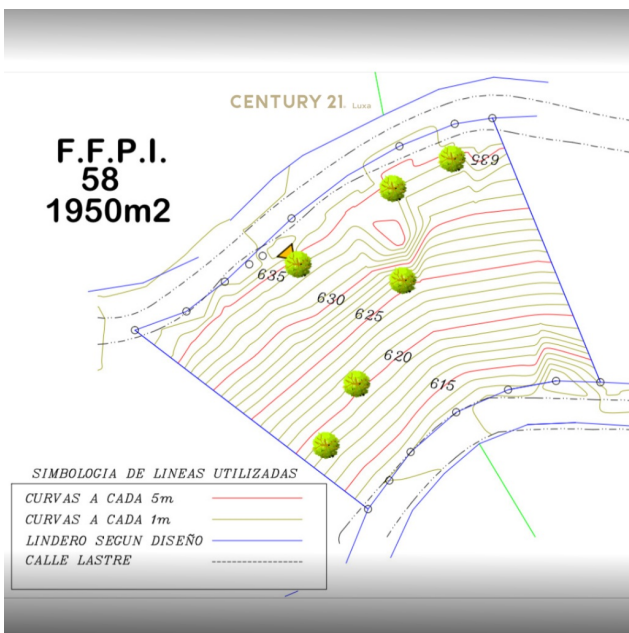 CENTURY 21. Luxa
F.F.P.I.
58
1950m2
635
635
630
625
620
615
SIMBOLOGIA DE LINEAS UTILIZADAS
CURVAS A CADA 5m
CURVAS A CADA 1m
LINDERO SEGUN DISEÑO
CALLE LASTRE